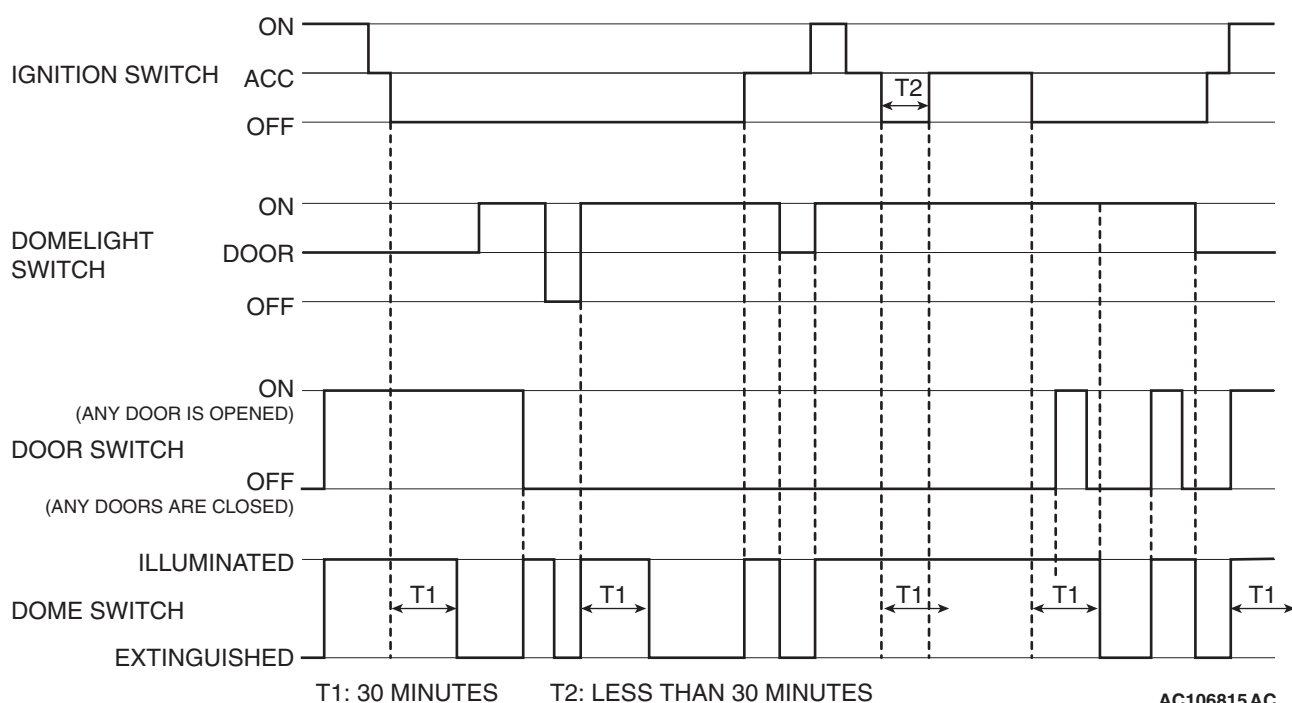 ON
IGNITION SWITCH ACC
T2
OFF
ON
DOMELIGHT
SWITCH
DOOR
OFF
ON
(ANY DOOR IS OPENED)
DOOR SWITCH
OFF
(ANY DOORS ARE CLOSED)
ILLUMINATED
DOME SWITCH
T1 T1 T1 T1 T1
EXTINGUISHED
T1: 30 MINUTES T2: LESS THAN 30 MINUTES
AC106815AC